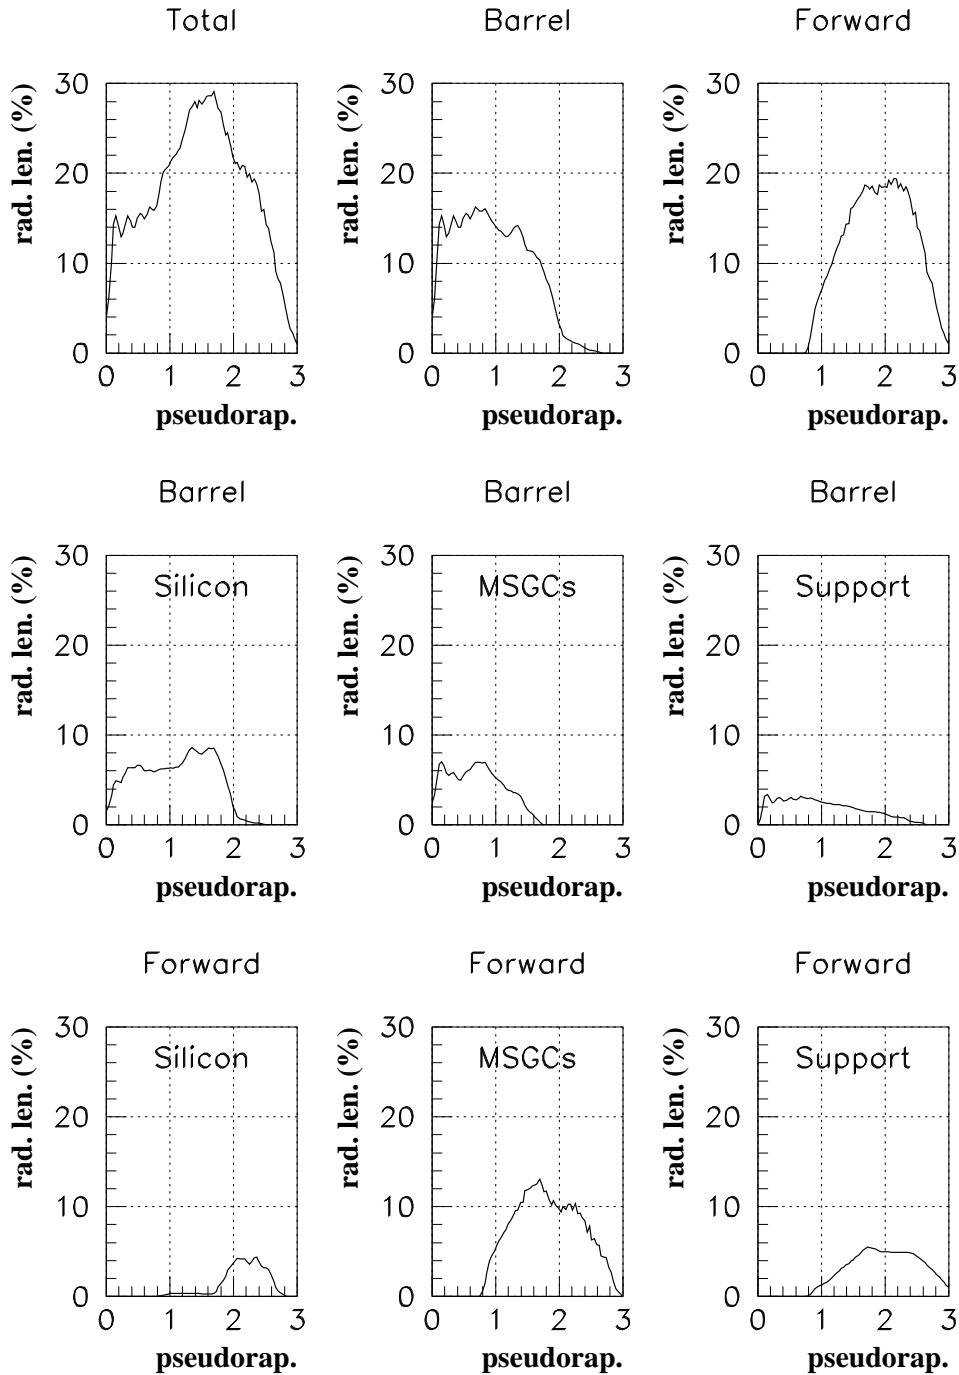 Total Barrel Forward
rad. len. (%) rad. len. (%) rad. len. (%)
30 30 30
20 20 20
10 10 10
0 0 0
0 1 2 3 0 1 2 3 0 1 2 3
pseudorap. pseudorap. pseudorap.
Barrel Barrel Barrel
rad. len. (%) rad. len. (%) rad. len. (%)
30 30 30
Silicon MSGCs Support
20 20 20
10 10 10
0 0 0
0 1 2 3 0 1 2 3 0 1 2 3
pseudorap. pseudorap. pseudorap.
Forward Forward Forward
rad. len. (%) rad. len. (%) rad. len. (%)
30 30 30
Silicon MSGCs Support
20 20 20
10 10 10
0 0 0
0 1 2 3 0 1 2 3 0 1 2 3
pseudorap. pseudorap. pseudorap.